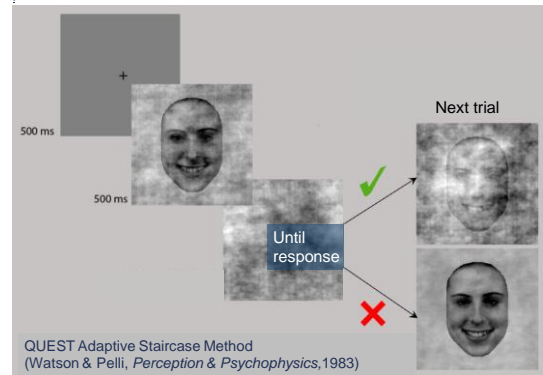 500 ms
Next trial
500 ms
Until
response
QUEST Adaptive Staircase Method
(Watson & Pelli, Perception & Psychophysics,1983)